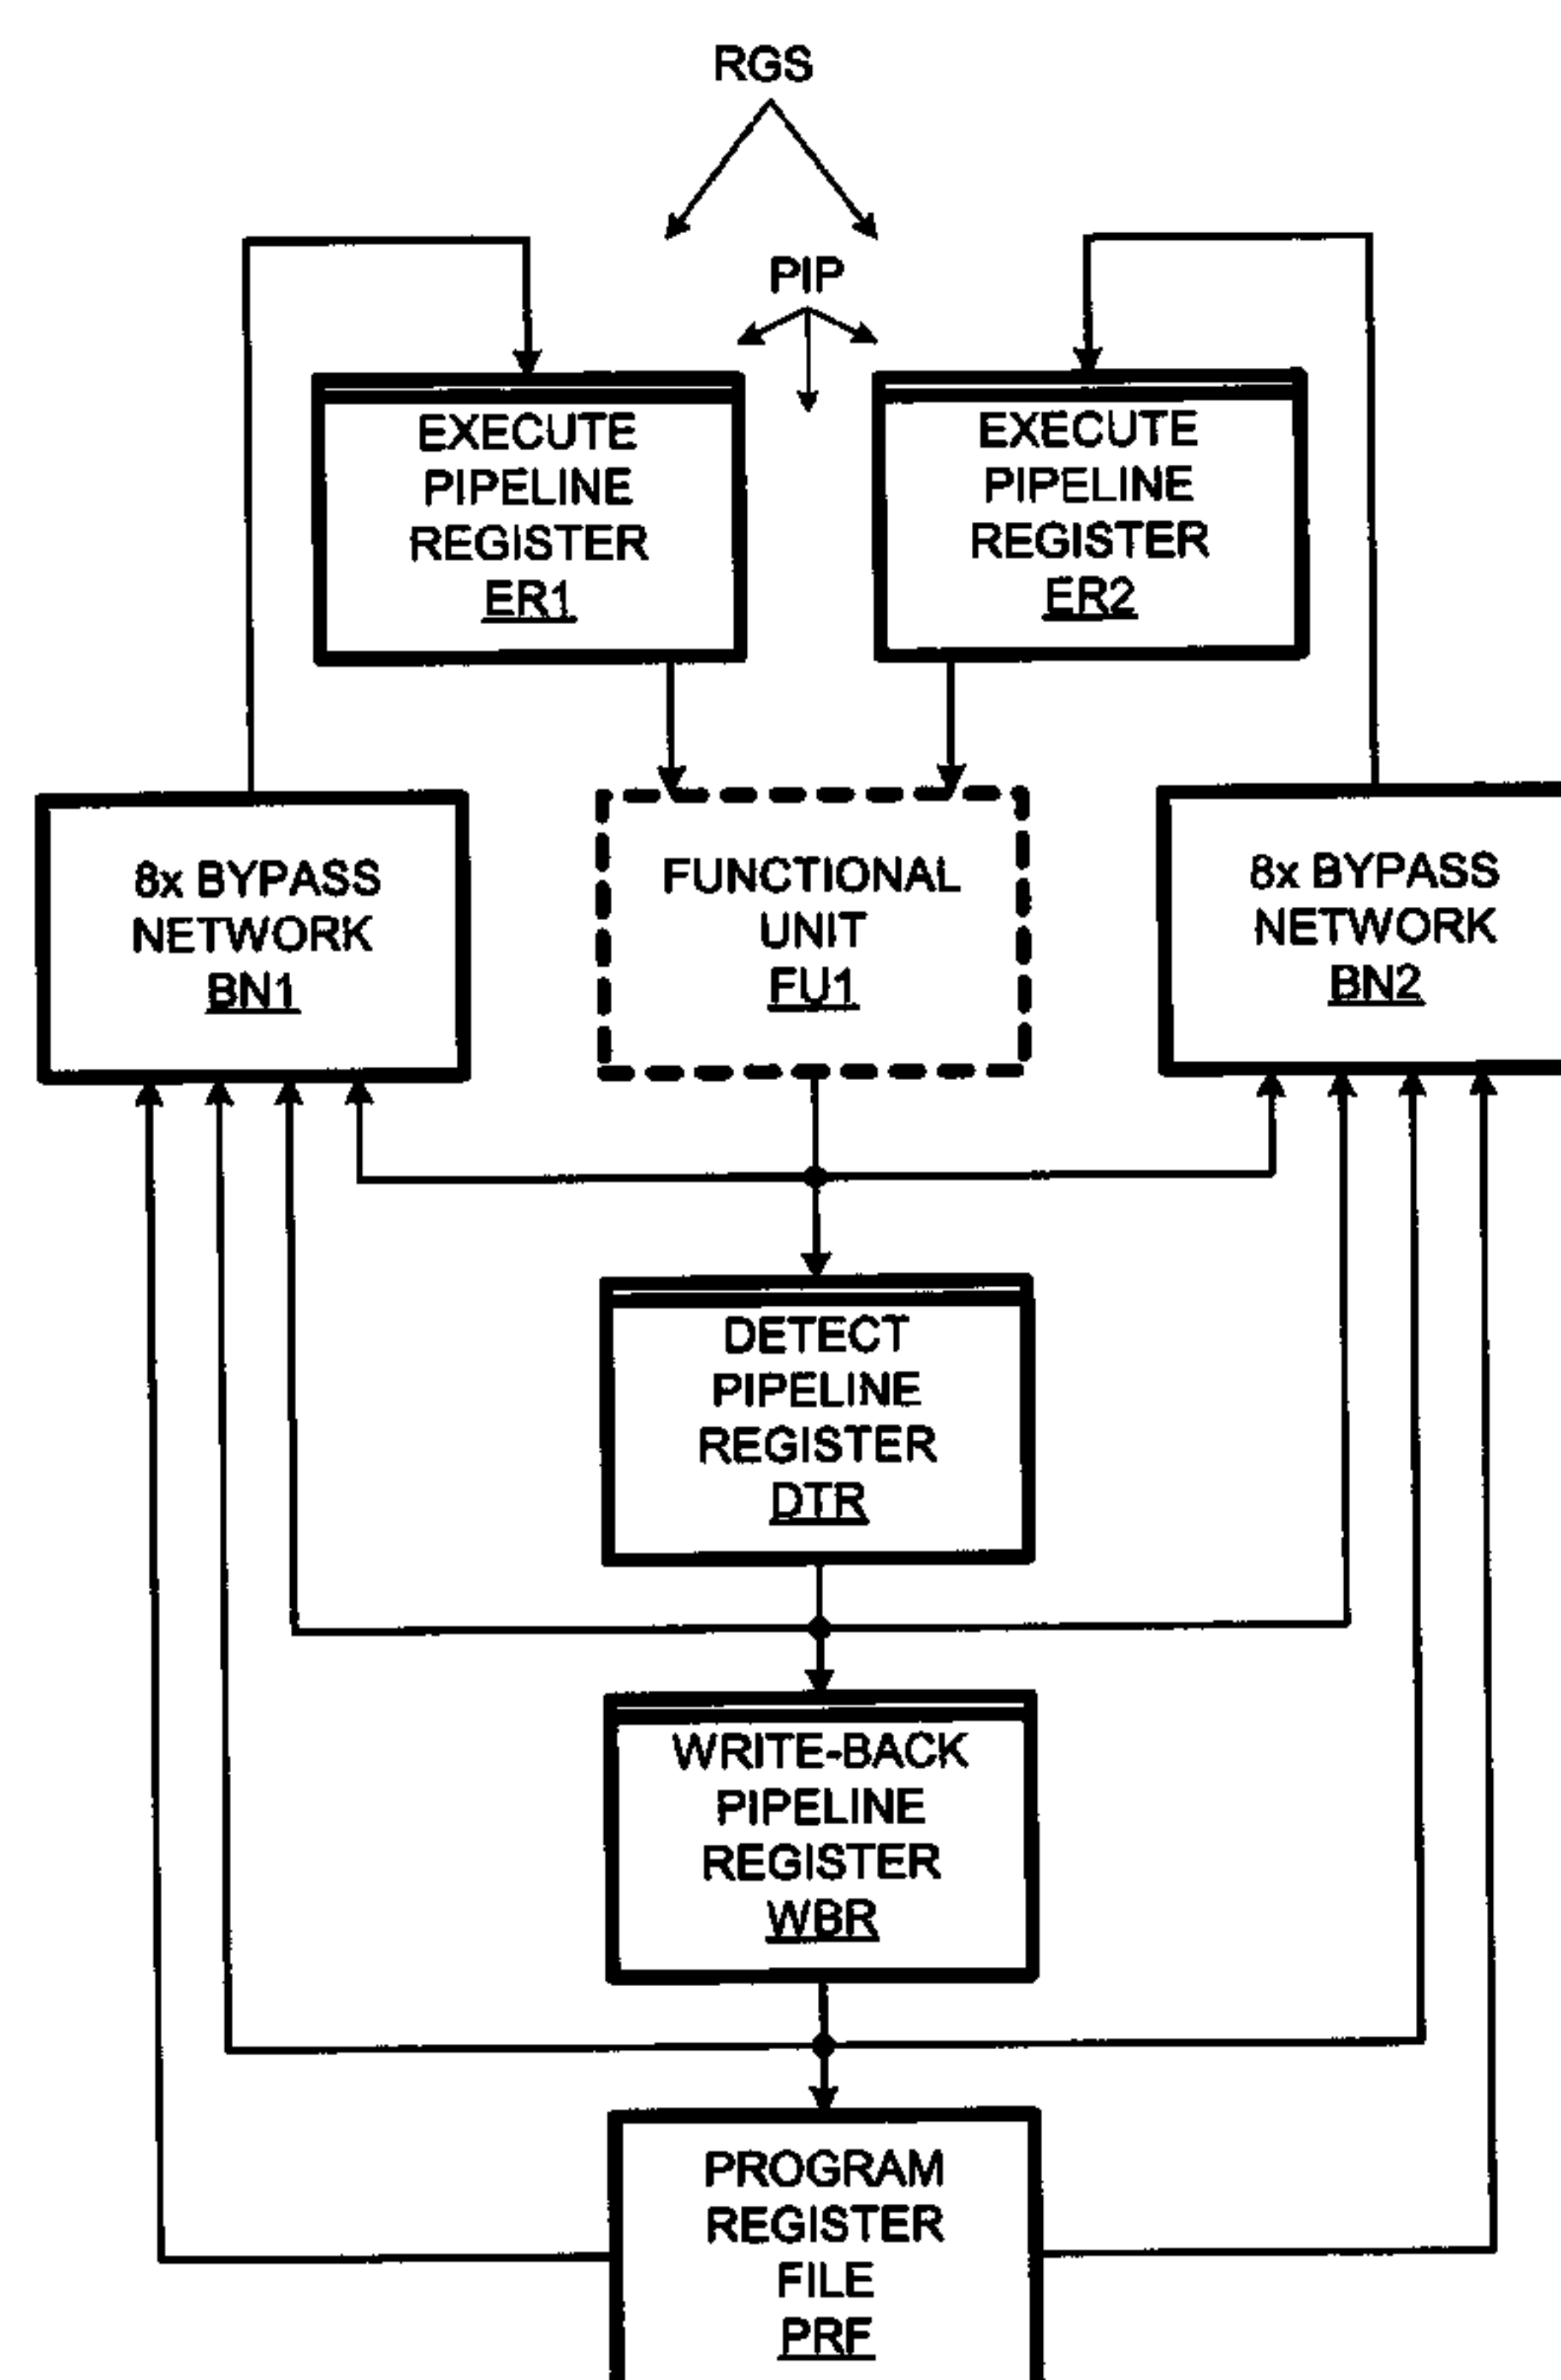 RGS
PIP
EXECUTE
PIPELINE
REGISTER
ER1
EXECUTE
PIPELINE
REGISTER
ER2
8x BYPASS
NETWORK
BN1
FUNCTIONAL
UNIT
FU1
8x BYPASS
NETWORK
BN2
DETECT
PIPELINE
REGISTER
DTR
WRITE-BACK
PIPELINE
REGISTER
WBR
PROGRAM
REGISTER
FILE
PRF